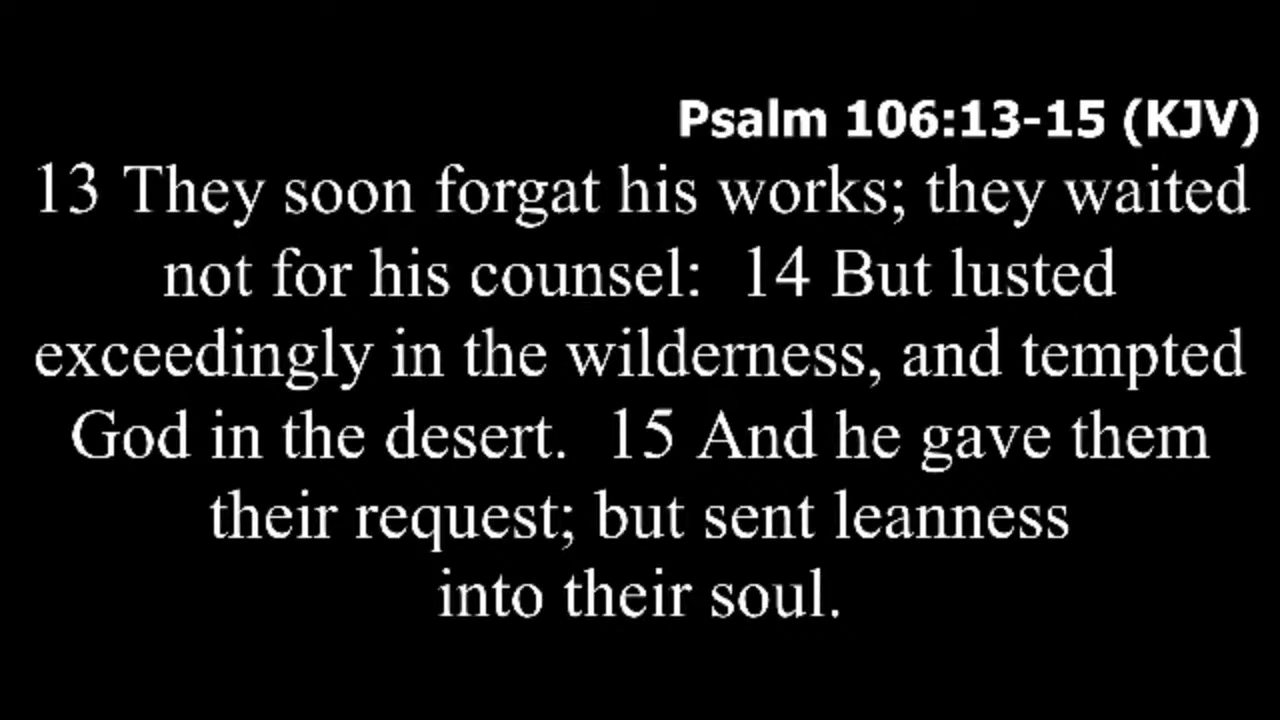 Psalm 106:13-15 (KJV)
13 They soon forgat his works; they waited
not for his counsel:  14 But lusted
exceedingly in the wilderness, and tempted
God in the desert.  15 And he gave them
their request; but sent leanness
into their soul.